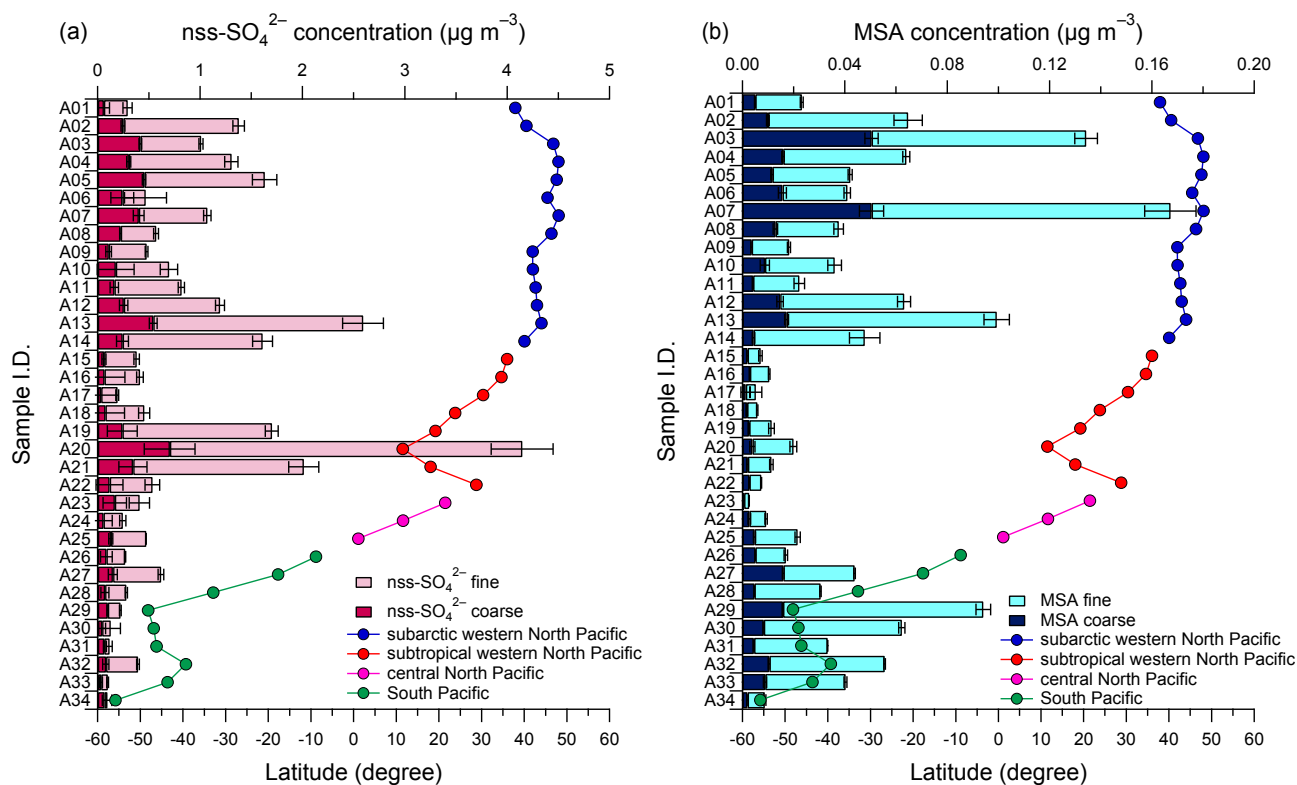 (a)
nss-SO₄²⁻ concentration (µg m⁻³)
0 1 2 3 4 5
Sample I.D.
A01
A02
A03
A04
A05
A06
A07
A08
A09
A10
A11
A12
A13
A14
A15
A16
A17
A18
A19
A20
A21
A22
A23
A24
A25
A26
A27
A28
A29
A30
A31
A32
A33
A34
nss-SO₄²⁻ fine
nss-SO₄²⁻ coarse
subarctic western North Pacific
subtropical western North Pacific
central North Pacific
South Pacific
-60 -50 -40 -30 -20 -10 0 10 20 30 40 50 60
Latitude (degree)
(b)
MSA concentration (µg m⁻³)
0.00 0.04 0.08 0.12 0.16 0.20
Sample I.D.
A01
A02
A03
A04
A05
A06
A07
A08
A09
A10
A11
A12
A13
A14
A15
A16
A17
A18
A19
A20
A21
A22
A23
A24
A25
A26
A27
A28
A29
A30
A31
A32
A33
A34
MSA fine
MSA coarse
subarctic western North Pacific
subtropical western North Pacific
central North Pacific
South Pacific
-60 -50 -40 -30 -20 -10 0 10 20 30 40 50 60
Latitude (degree)